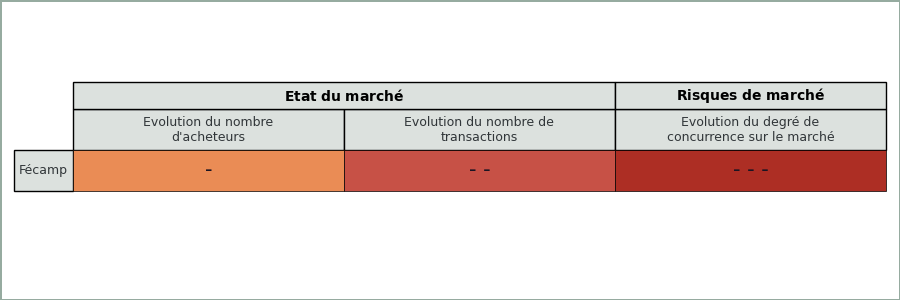 Etat du marché
Risques de marché
Evolution du nombre
d'acheteurs
Evolution du nombre de
transactions
Evolution du degré de
concurrence sur le marché
Fécamp
–
– –
– – –